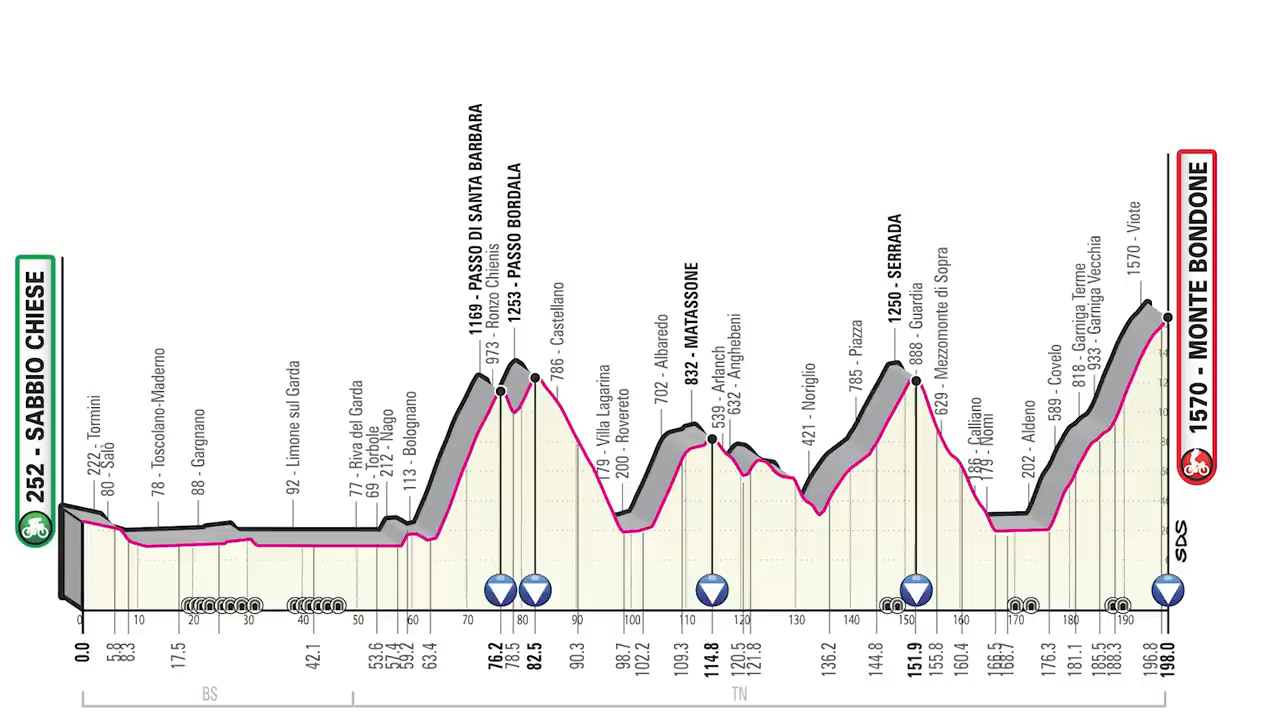 252 - SABBIO CHIESE
222 - Tormini
80 - Salò
78 - Toscolano-Maderno
88 - Gargnano
92 - Limone sul Garda
77 - Riva del Garda
69 - Torbole
212 - Nago
113 - Bolognano
1169 - PASSO DI SANTA BARBARA
973 - Ronzo Chienis
1253 - PASSO BORDALA
786 - Castellano
179 - Villa Lagarina
200 - Rovereto
702 - Albaredo
832 - MATASSONE
539 - Arlanch
632 - Anghebeni
421 - Noriglio
785 - Piazza
1250 - SERRADA
888 - Guardia
629 - Mezzomonte di Sopra
186 - Calliano
179 - Nomi
202 - Aldeno
589 - Covelo
818 - Garniga Terme
933 - Garniga Vecchia
1570 - Viote
1570 - MONTE BONDONE
SDS
0 10 20 30 40 50 60 70 80 90 100 110 120 130 140 150 160 170 180 190
0.0 5.8 8.3 17.5 42.1 53.6 57.4 59.2 63.4 76.2 78.5 82.5 90.3 98.7 102.2 109.3 114.8 120.5 121.8 136.2 144.8 151.9 155.8 160.4 166.5 168.7 176.3 181.1 185.5 188.3 196.8 198.0
BS TN